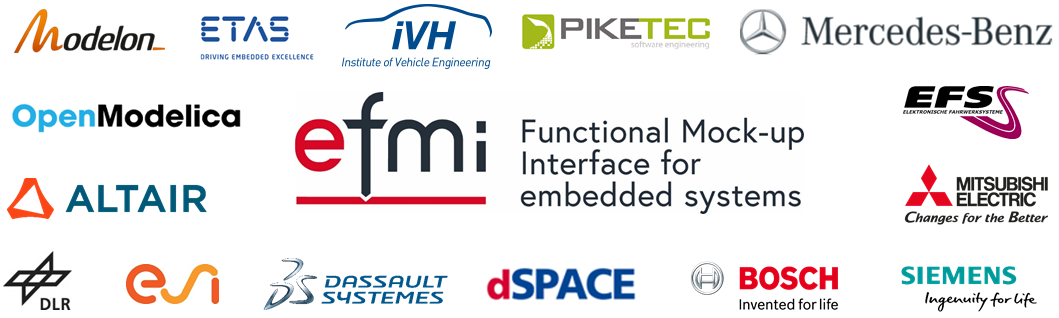 Modelon
ETAS
DRIVING EMBEDDED EXCELLENCE
iVH
Institute of Vehicle Engineering
PIKETEC
software engineering
Mercedes-Benz
OpenModelica
efmi
Functional Mock-up
Interface for
embedded systems
EFS
ELEKTRONISCHE FAHRWERKSYSTEME
ALTAIR
MITSUBISHI
ELECTRIC
Changes for the Better
DLR
esi
DASSAULT
SYSTEMES
dSPACE
BOSCH
Invented for life
SIEMENS
Ingenuity for life